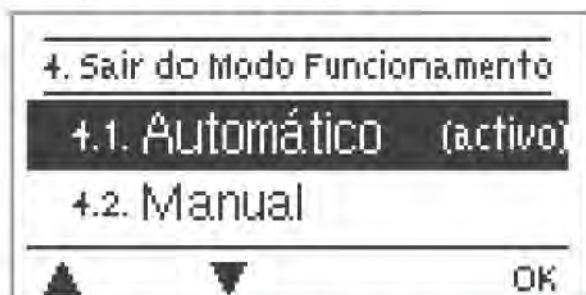 4. Sair do Modo Funcionamento
4.1. Automático (activo)
4.2. Manual
OK